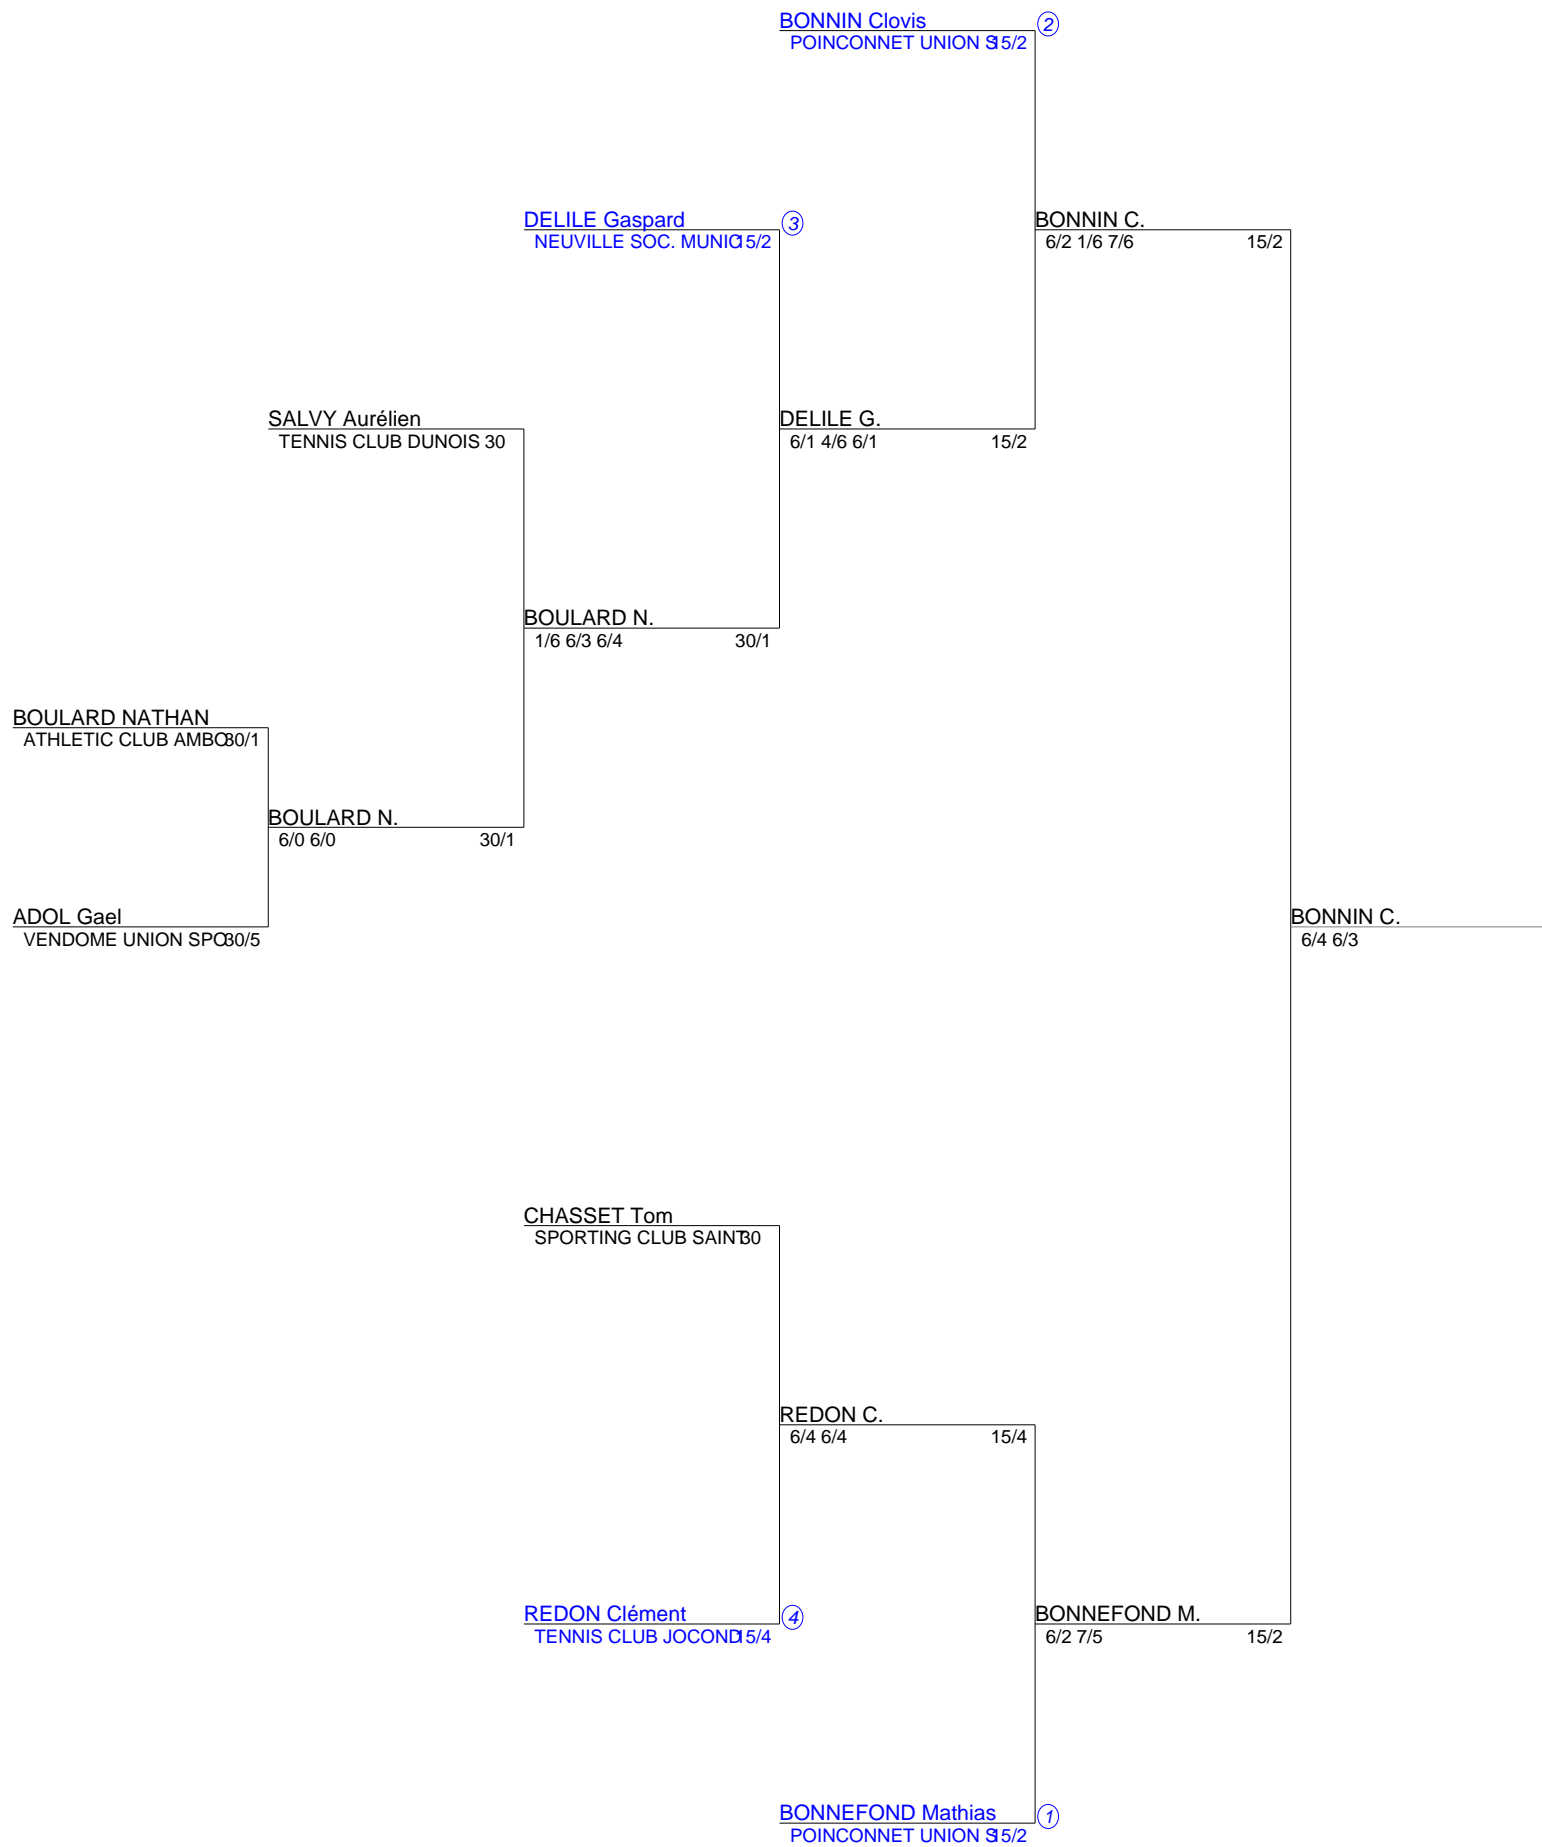 BONNIN Clovis 2
POINCONNET UNION S 15/2
DELILE Gaspard 3
NEUVILLE SOC. MUNIC 15/2
BONNIN C.
6/2 1/6 7/6 15/2
SALVY Aurélien
TENNIS CLUB DUNOIS 30
DELILE G.
6/1 4/6 6/1 15/2
BOULARD N.
1/6 6/3 6/4 30/1
BOULARD NATHAN
ATHLETIC CLUB AMBO 30/1
BOULARD N.
6/0 6/0 30/1
ADOL Gael
VENDOME UNION SPO 30/5
BONNIN C.
6/4 6/3
CHASSET Tom
SPORTING CLUB SAINT 30
REDON C.
6/4 6/4 15/4
REDON Clément 4
TENNIS CLUB JOCOND 15/4
BONNEFOND M.
6/2 7/5 15/2
BONNEFOND Mathias 1
POINCONNET UNION S 15/2